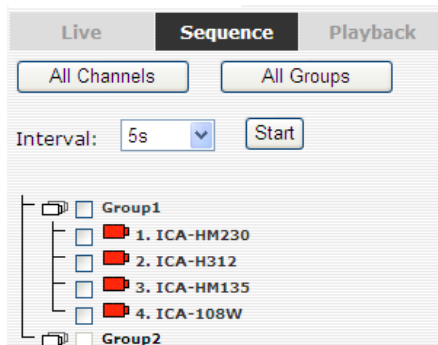 Live Sequence Playback
All Channels All Groups
Interval: 5s Start
Group1
1. ICA-HM230
2. ICA-H312
3. ICA-HM135
4. ICA-108W
Group2